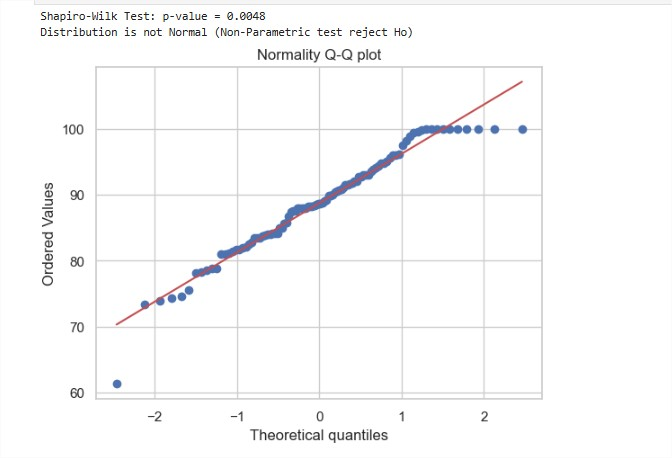 Shapiro-Wilk Test: p-value = 0.0048
Distribution is not Normal (Non-Parametric test reject Ho)
Normality Q-Q plot
100
90
80
70
60
Ordered Values
−2
−1
0
1
2
Theoretical quantiles